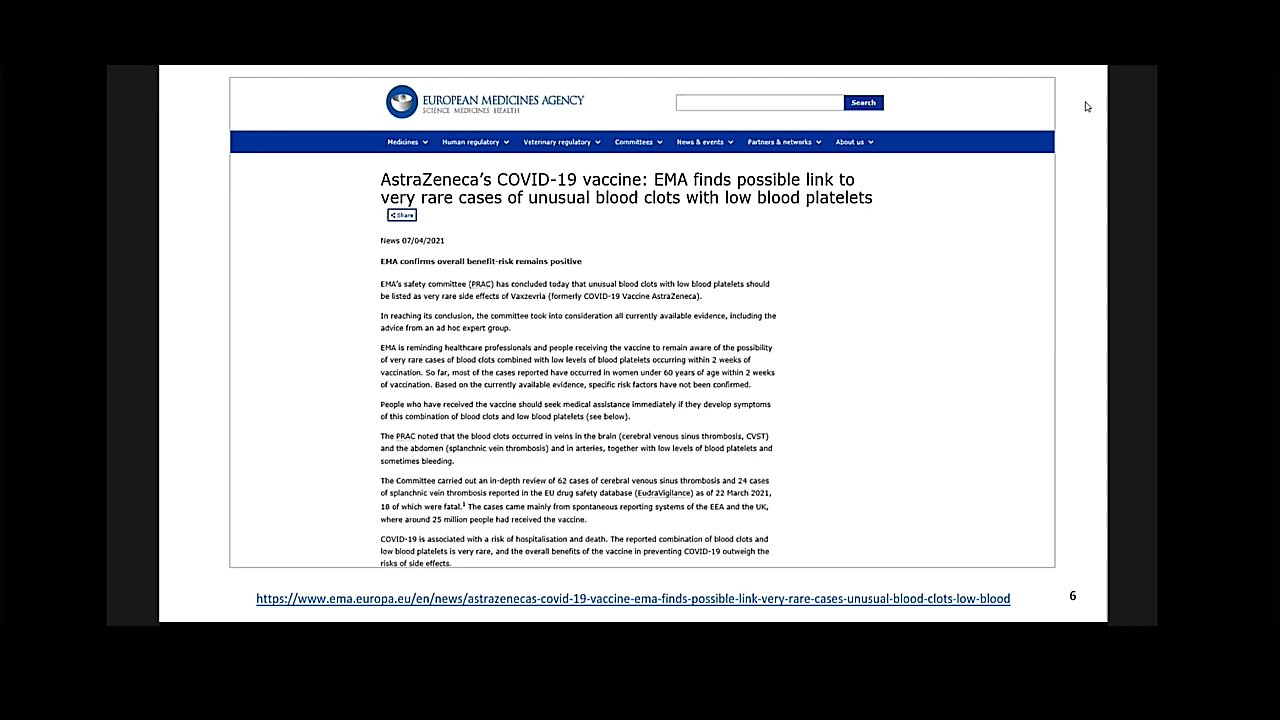 EUROPEAN MEDICINES AGENCY
SCIENCE MEDICINES HEALTH
Search
Medicines Human regulatory Veterinary regulatory Committees News & events Partners & networks About us
AstraZeneca's COVID-19 vaccine: EMA finds possible link to
very rare cases of unusual blood clots with low blood platelets
Share
News 07/04/2021
EMA confirms overall benefit-risk remains positive
EMA's safety committee (PRAC) has concluded today that unusual blood clots with low blood platelets should
be listed as very rare side effects of Vaxzevria (formerly COVID-19 Vaccine AstraZeneca).
In reaching its conclusion, the committee took into consideration all currently available evidence, including the
advice from an ad hoc expert group.
EMA is reminding healthcare professionals and people receiving the vaccine to remain aware of the possibility
of very rare cases of blood clots combined with low levels of blood platelets occurring within 2 weeks of
vaccination. So far, most of the cases reported have occurred in women under 60 years of age within 2 weeks
of vaccination. Based on the currently available evidence, specific risk factors have not been confirmed.
People who have received the vaccine should seek medical assistance immediately if they develop symptoms
of this combination of blood clots and low blood platelets (see below).
The PRAC noted that the blood clots occurred in veins in the brain (cerebral venous sinus thrombosis, CVST)
and the abdomen (splanchnic vein thrombosis) and in arteries, together with low levels of blood platelets and
sometimes bleeding.
The Committee carried out an in-depth review of 62 cases of cerebral venous sinus thrombosis and 24 cases
of splanchnic vein thrombosis reported in the EU drug safety database (EudraVigilance) as of 22 March 2021,
18 of which were fatal.1 The cases came mainly from spontaneous reporting systems of the EEA and the UK,
where around 25 million people had received the vaccine.
COVID-19 is associated with a risk of hospitalisation and death. The reported combination of blood clots and
low blood platelets is very rare, and the overall benefits of the vaccine in preventing COVID-19 outweigh the
risks of side effects.
https://www.ema.europa.eu/en/news/astrazenecas-covid-19-vaccine-ema-finds-possible-link-very-rare-cases-unusual-blood-clots-low-blood
6